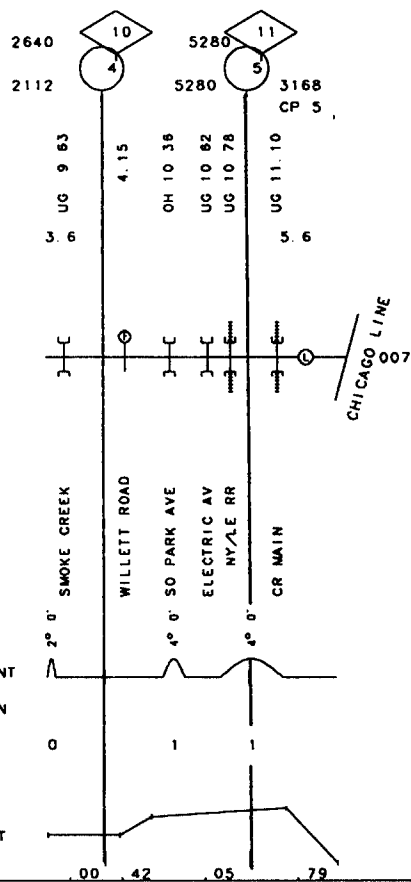 2640
10
5280
11
4
5
2112
5280
3168
CP 5
UG 9 63
4.15
OH 10 36
UG 10 62
UG 10 78
UG 11.10
3. 6
5.6
P
L
CHICAGO LINE
007
SMOKE CREEK
WILLETT ROAD
SO PARK AVE
ELECTRIC AV
NY/LE RR
CR MAIN
2° 0'
4° 0'
4° 0'
NT
N
0
1
1
T
.00
42
.05
.79